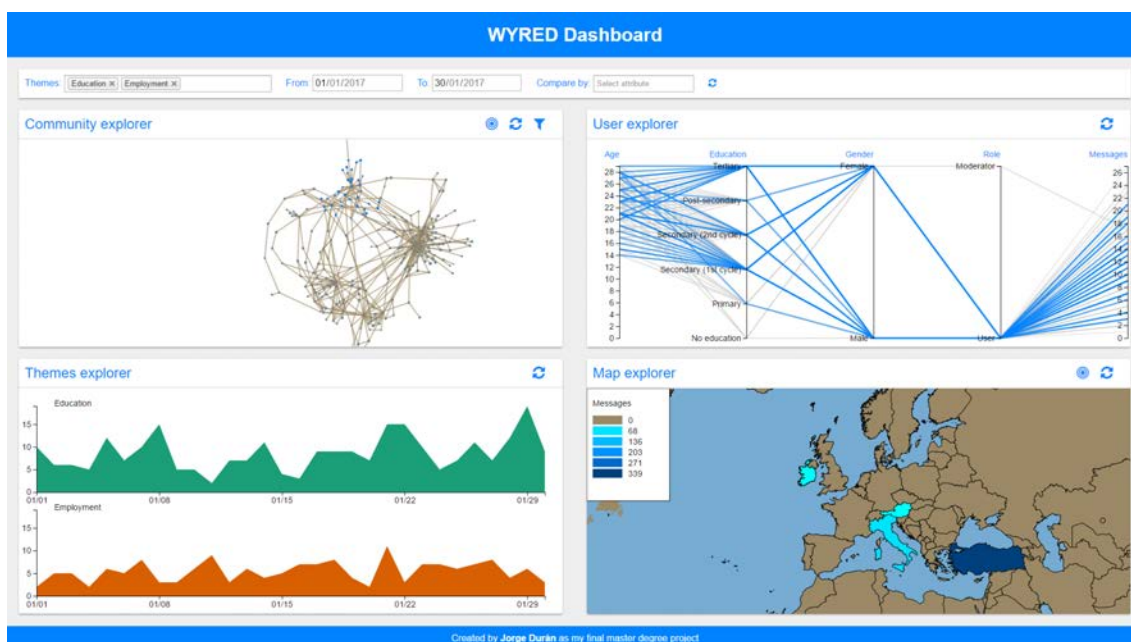 WYRED Dashboard
Themes Education × Employment × From 01/01/2017 To 30/01/2017 Compare by Select attribute
Community explorer
User explorer
Age Education Gender Role Messages
Tertiary Female Moderator
Post-secondary
Secondary (2nd cycle)
Secondary (1st cycle)
Primary
No education Male User
28
26
24
22
20
18
16
14
12
10
8
6
4
2
0
26
24
22
20
18
16
14
12
10
8
6
4
2
0
Themes explorer
Education
15
10
5
0
01/01 01/08 01/15 01/22 01/29
Employment
15
10
5
0
01/01 01/08 01/15 01/22 01/29
Map explorer
Messages
0
68
136
203
271
339
Created by Jorge Durán as my final master degree project